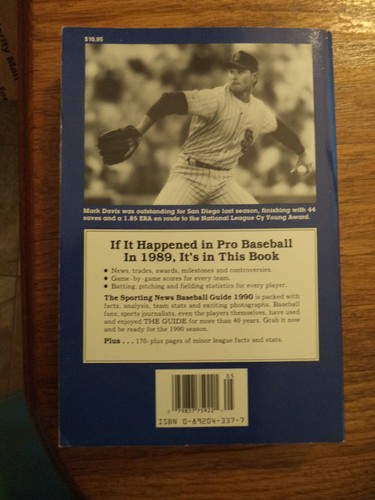 $10.95
Mark Davis was outstanding for San Diego last season, finishing with 44
saves and a 1.85 ERA en route to the National League Cy Young Award.
If It Happened in Pro Baseball
In 1989, It's in This Book
● News, trades, awards, milestones and controversies.
● Game-by-game scores for every team.
● Batting, pitching and fielding statistics for every player.
The Sporting News Baseball Guide 1990 is packed with
facts, analysis, team stats and exciting photographs. Baseball
fans, sports journalists, even the players themselves, have used
and enjoyed THE GUIDE for more than 40 years. Grab it now
and be ready for the 1990 season.
Plus . . . 175-plus pages of minor league facts and stats.
ISBN 0-89204-337-7